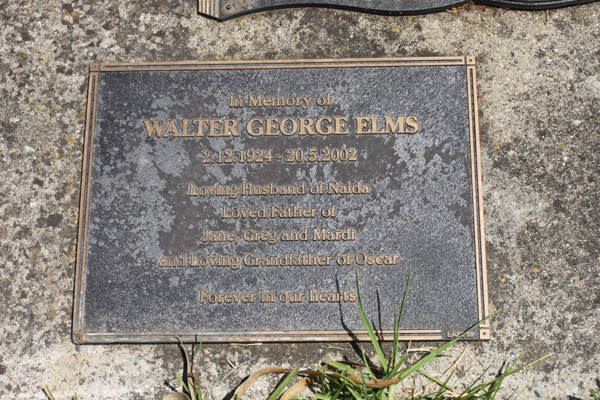 In Memory of
WALTER GEORGE ELMS
2.12.1924 - 20.5.2002
Loving Husband of Nalda
Loved Father of
Jane, Greg and Mardi
and Loving Grandfather of Oscar
Forever in our hearts